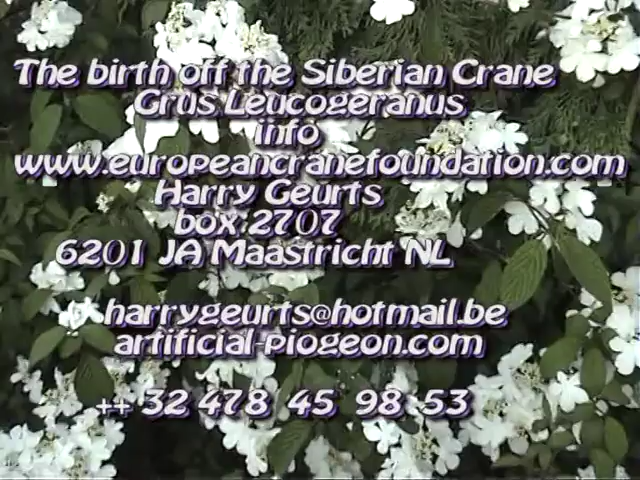 The birth off the Siberian Crane
Grus Leucogeranus
info
www.europeancranefoundation.com
Harry Geurts
box 2707
6201 JA Maastricht NL
harrygeurts@hotmail.be
artificial-piogeon.com
++ 32 478 45 98 53